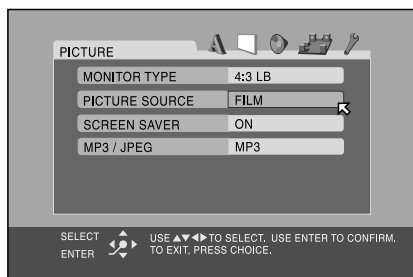 PICTURE
MONITOR TYPE 4:3 LB
PICTURE SOURCE FILM
SCREEN SAVER ON
MP3 / JPEG MP3
SELECT
ENTER
USE ▲▼◀▶ TO SELECT. USE ENTER TO CONFIRM.
TO EXIT, PRESS CHOICE.